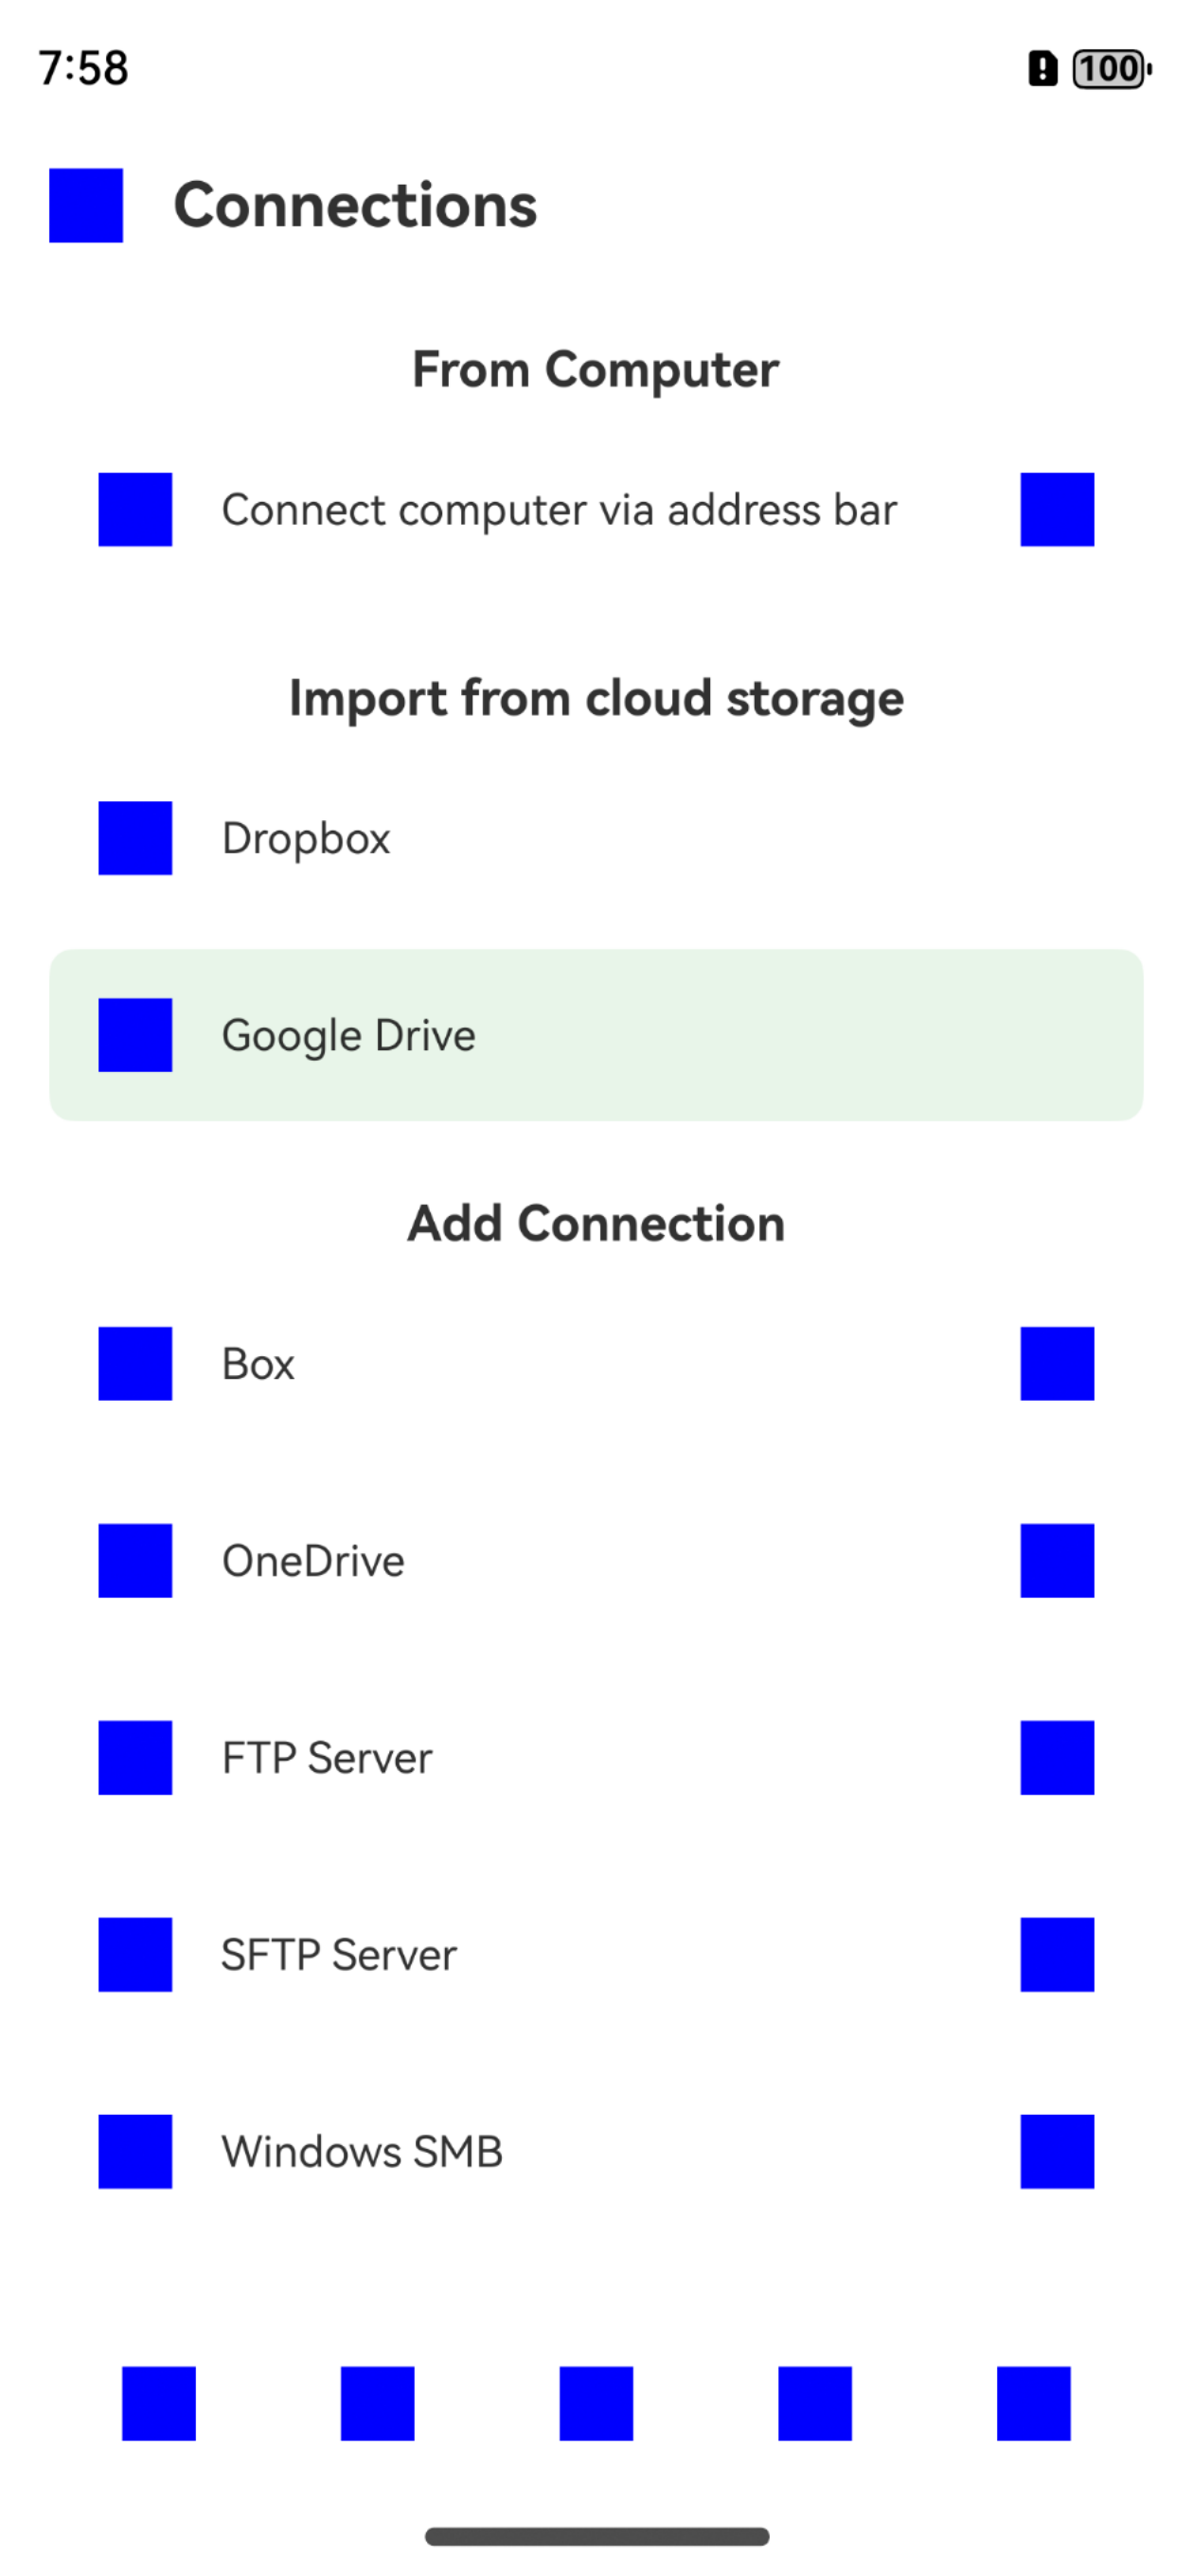 7:58
100
Connections
From Computer
Connect computer via address bar
Import from cloud storage
Dropbox
Google Drive
Add Connection
Box
OneDrive
FTP Server
SFTP Server
Windows SMB